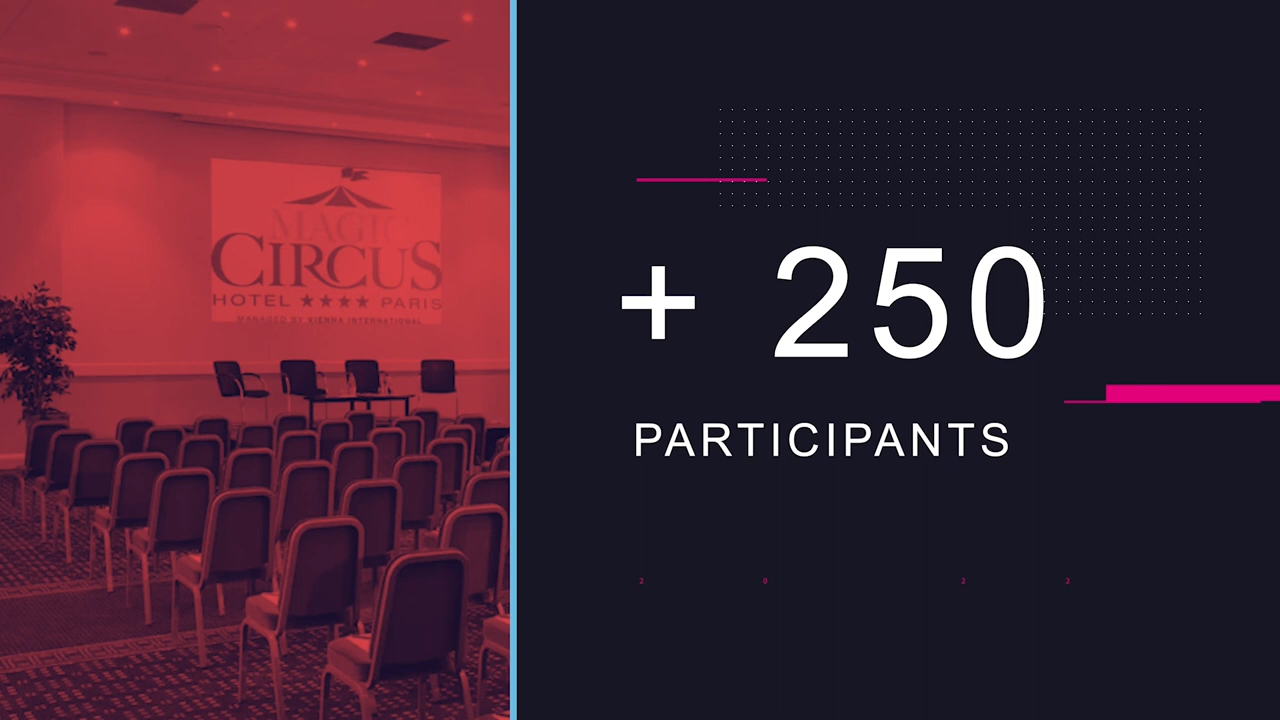 MAGIC
CIRCUS
HOTEL ★★★★ PARIS
MANAGED BY VIENNA INTERNATIONAL
+ 250
PARTICIPANTS
2 0 2 2